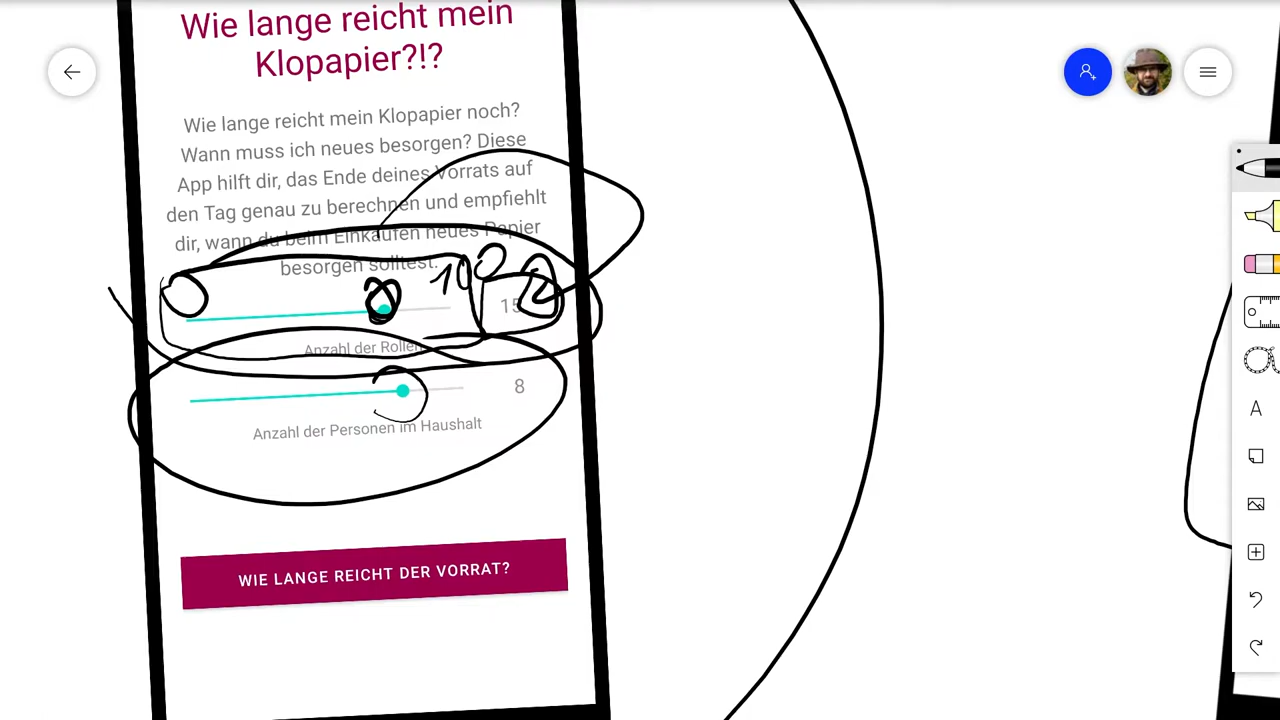 Wie lange reicht mein
Klopapier?!?
Wie lange reicht mein Klopapier noch?
Wann muss ich neues besorgen? Diese
App hilft dir, das Ende deines Vorrats auf
den Tag genau zu berechnen und empfiehlt
dir, wann du beim Einkaufen neues Papier
besorgen solltest.
100
15
Anzahl der Rollen
8
Anzahl der Personen im Haushalt
WIE LANGE REICHT DER VORRAT?
A